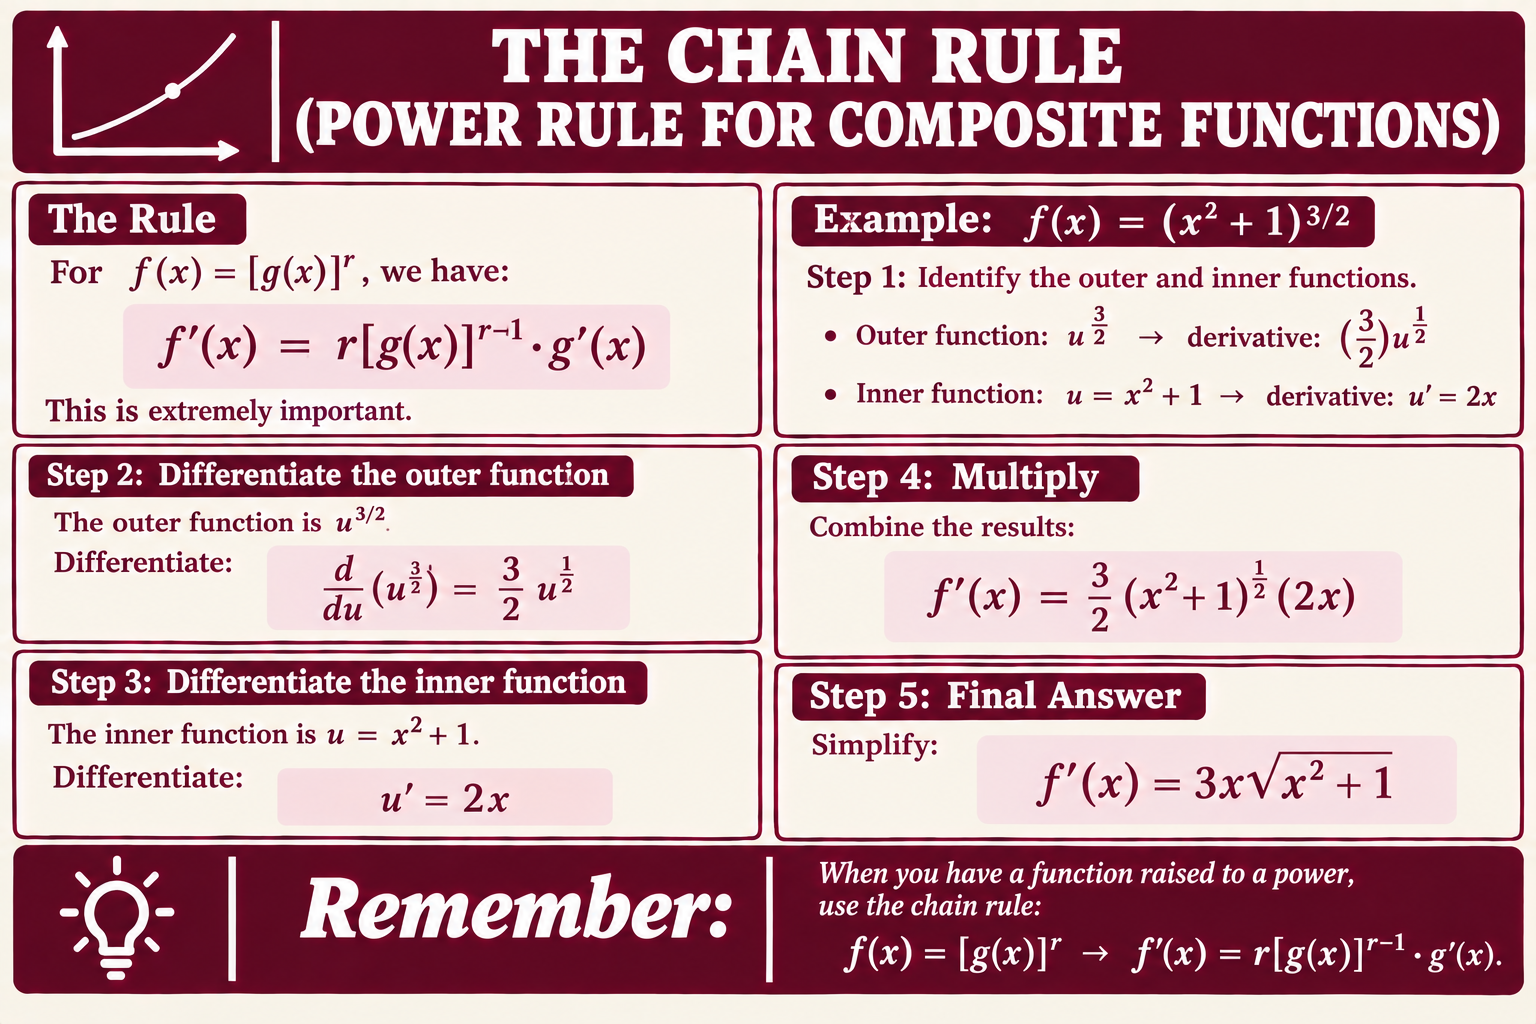 THE CHAIN RULE
(POWER RULE FOR COMPOSITE FUNCTIONS)
The Rule
For f(x) = [g(x)]^r, we have:
f′(x) = r[g(x)]^{r−1} · g′(x)
This is extremely important.
Example: f(x) = (x² + 1)^{3/2}
Step 1: Identify the outer and inner functions.
• Outer function: u^{3/2} → derivative: (3/2)u^{1/2}
• Inner function: u = x² + 1 → derivative: u′ = 2x
Step 2: Differentiate the outer function
The outer function is u^{3/2}.
Differentiate: d/du (u^{3/2}) = 3/2 u^{1/2}
Step 3: Differentiate the inner function
The inner function is u = x² + 1.
Differentiate:
u′ = 2x
Step 4: Multiply
Combine the results:
f′(x) = 3/2 (x² + 1)^{1/2} (2x)
Step 5: Final Answer
Simplify:
f′(x) = 3x√(x² + 1)
Remember:
When you have a function raised to a power,
use the chain rule:
f(x) = [g(x)]^r → f′(x) = r[g(x)]^{r−1} · g′(x).